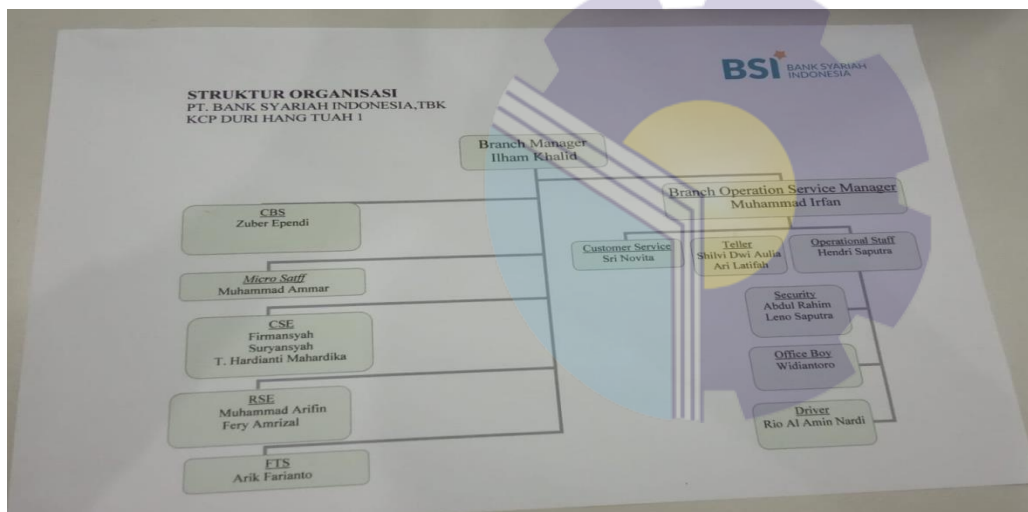 BSI BANK SYARIAH
INDONESIA
STRUKTUR ORGANISASI
PT. BANK SYARIAH INDONESIA,TBK
KCP DURI HANG TUAH 1
Branch Manager
Ilham Khalid
Branch Operation Service Manager
Muhammad Irfan
CBS
Zuber Ependi
Customer Service
Sri Novita
Teller
Shilvi Dwi Aulia
Ari Latifah
Operational Staff
Hendri Saputra
Micro Satff
Muhammad Ammar
Security
Abdul Rahim
Leno Saputra
CSE
Firmansyah
Suryansyah
T. Hardianti Mahardika
Office Boy
Widiantoro
RSE
Muhammad Arifin
Fery Amrizal
Driver
Rio Al Amin Nardi
FTS
Arik Farianto